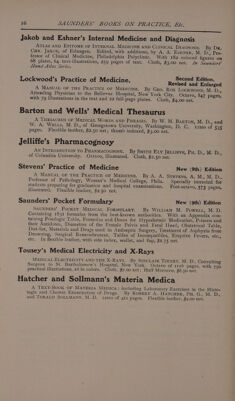 16 SAUNDERS' BOOKS ON PRACTICE, Etc.
Jakob and Eshner's Internal Medicine and Diagnosis
ATLAS AND EPITOME OF INTERNAL MEDICINE AND CLINICAL DIAGNOSIS. By DR.
CHR. JAKOB, of Erlangen. Edited, with additions, by A. A. ESHNER, M. D., Pro-
fessor of Clinical Medicine, Philadelphia Polyclinic. With 182 colored figures on
68 plates, 64 text-illustrations, 259 pages of text. Cloth, $3.00 net. In Saunders'
Hand-Atlas Series.
Lockwood's Practice of Medicine. Second Edition, Revised and Enlarged
A MANUAL OF THE PRACTICE OF MEDICINE. By GEO. ROE LOCKWOOD, M. D.,
Attending Physician to the Bellevue Hospital, New York City. Octavo, 847 pages,
with 79 illustrations in the text and 22 full-page plates. Cloth, $4.00 net.
Barton and Wells' Medical Thesaurus
A THESAURUS OF MEDICAL WORDS AND PHRASES. By W. M. BARTON, M. D., and
W. A. WELLS, M. D., of Georgetown University, Washington, D. C. 12mo of 535
pages. Flexible leather, $2.50 net; thumb indexed, $3.00 net.
Jelliffe's Pharmacognosy
AN INTRODUCTION TO PHARMACOGNOSY. By SMITH ELY JELLIFFE, PH. D., M. D.,
of Columbia University. Octavo, illustrated. Cloth, $2.50 net.
Stevens' Practice of Medicine New (9th) Edition
A MANUAL OF THE PRACTICE OF MEDICINE. By A. A. STEVENS, A. M., M. D.,
Professor of Pathology, Woman's Medical College, Phila. Specially intended for
students preparing for graduation and hospital examinations. Post-octavo, 573 pages,
illustrated. Flexible leather, $2.50 net.
Saunders' Pocket Formulary New (9th) Edition
SAUNDERS' POCKET MEDICAL FORMULARY. By WILLIAM M. POWELL, M. D.
Containing 1831 formulas from the best-known authorities. With an Appendix con-
taining Posologic Table, Formulas and Doses for Hypodermic Medication, Poisons and
their Antidotes, Diameters of the Female Pelvis and Fetal Head, Obstetrical Table,
Diet-list, Materials and Drugs used in Antiseptic Surgery, Treatment of Asphyxia from
Drowning, Surgical Remembrancer, Tables of Incompatibles, Eruptive Fevers, etc.,
etc. In flexible leather, with side index, wallet, and flap, $1.75 net.
Tousey's Medical Electricity and X-Rays
MEDICAL ELECTRICITY AND THE X-RAYS. By SINCLAIR TOUSEY, M. D., Consulting
Surgeon to St. Bartholomew's Hospital, New York. Octavo of 1116 pages, with 750
practical illustrations, 16 in colors. Cloth, $7.00 net; Half Morocco, $8.50 net.
Hatcher and Sollmann's Materia Medica
A TEXT-BOOK OF MATERIA MEDICA: including Laboratory Exercises in the Histo-
logic and Chemic Examination of Drugs. By ROBERT A. HATCHER, PH. G., M. D.,
and TORALD SOLLMANN, M. D. 12mo of 411 pages. Flexible leather, $2.00 net.